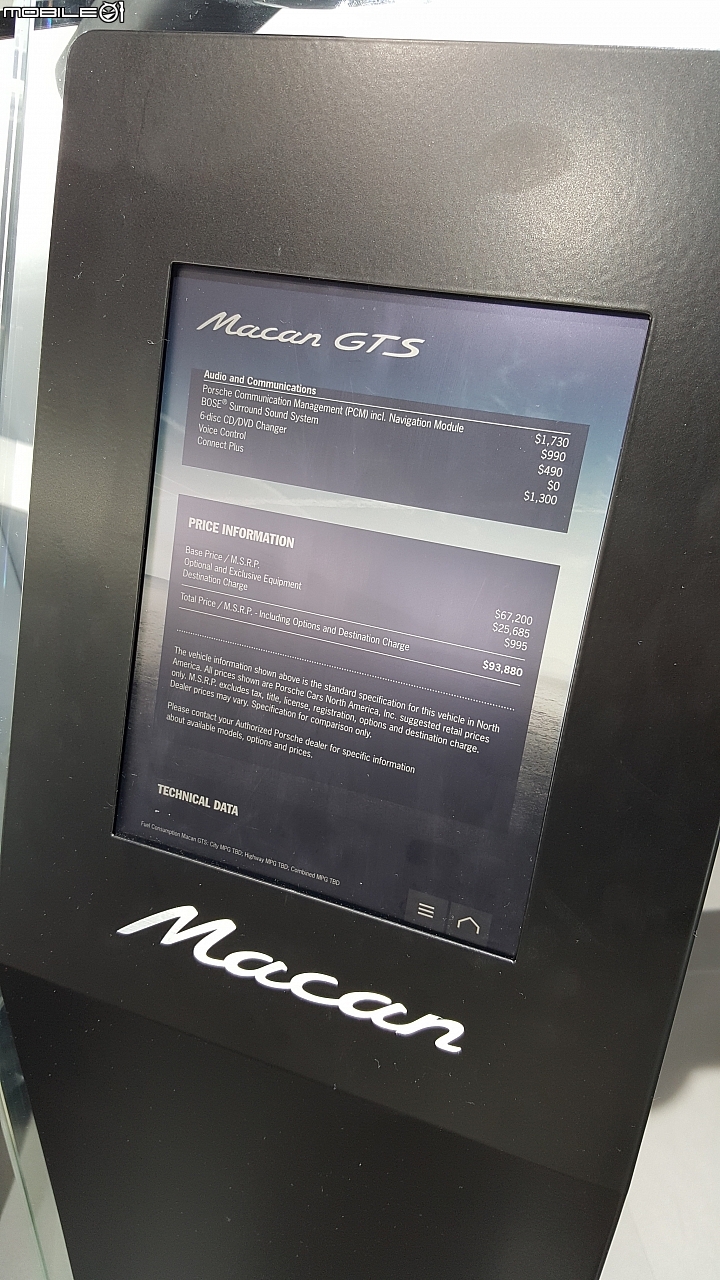 MOBILE01
Macan GTS
Audio and Communications
Porsche Communication Management (PCM) incl. Navigation Module $1,730
BOSE® Surround Sound System $990
6-disc CD/DVD Changer $490
Voice Control $0
Connect Plus $1,300
PRICE INFORMATION
Base Price / M.S.R.P. $67,200
Optional and Exclusive Equipment $25,685
Destination Charge $995
Total Price / M.S.R.P. - Including Options and Destination Charge $93,880
The vehicle information shown above is the standard specification for this vehicle in North
America. All prices shown are Porsche Cars North America, Inc. suggested retail prices
only. M.S.R.P. excludes tax, title, license, registration, options and destination charge.
Dealer prices may vary. Specification for comparison only.
Please contact your Authorized Porsche dealer for specific information
about available models, options and prices.
TECHNICAL DATA
Fuel Consumption Macan GTS: City MPG TBD; Highway MPG TBD; Combined MPG TBD
Macan